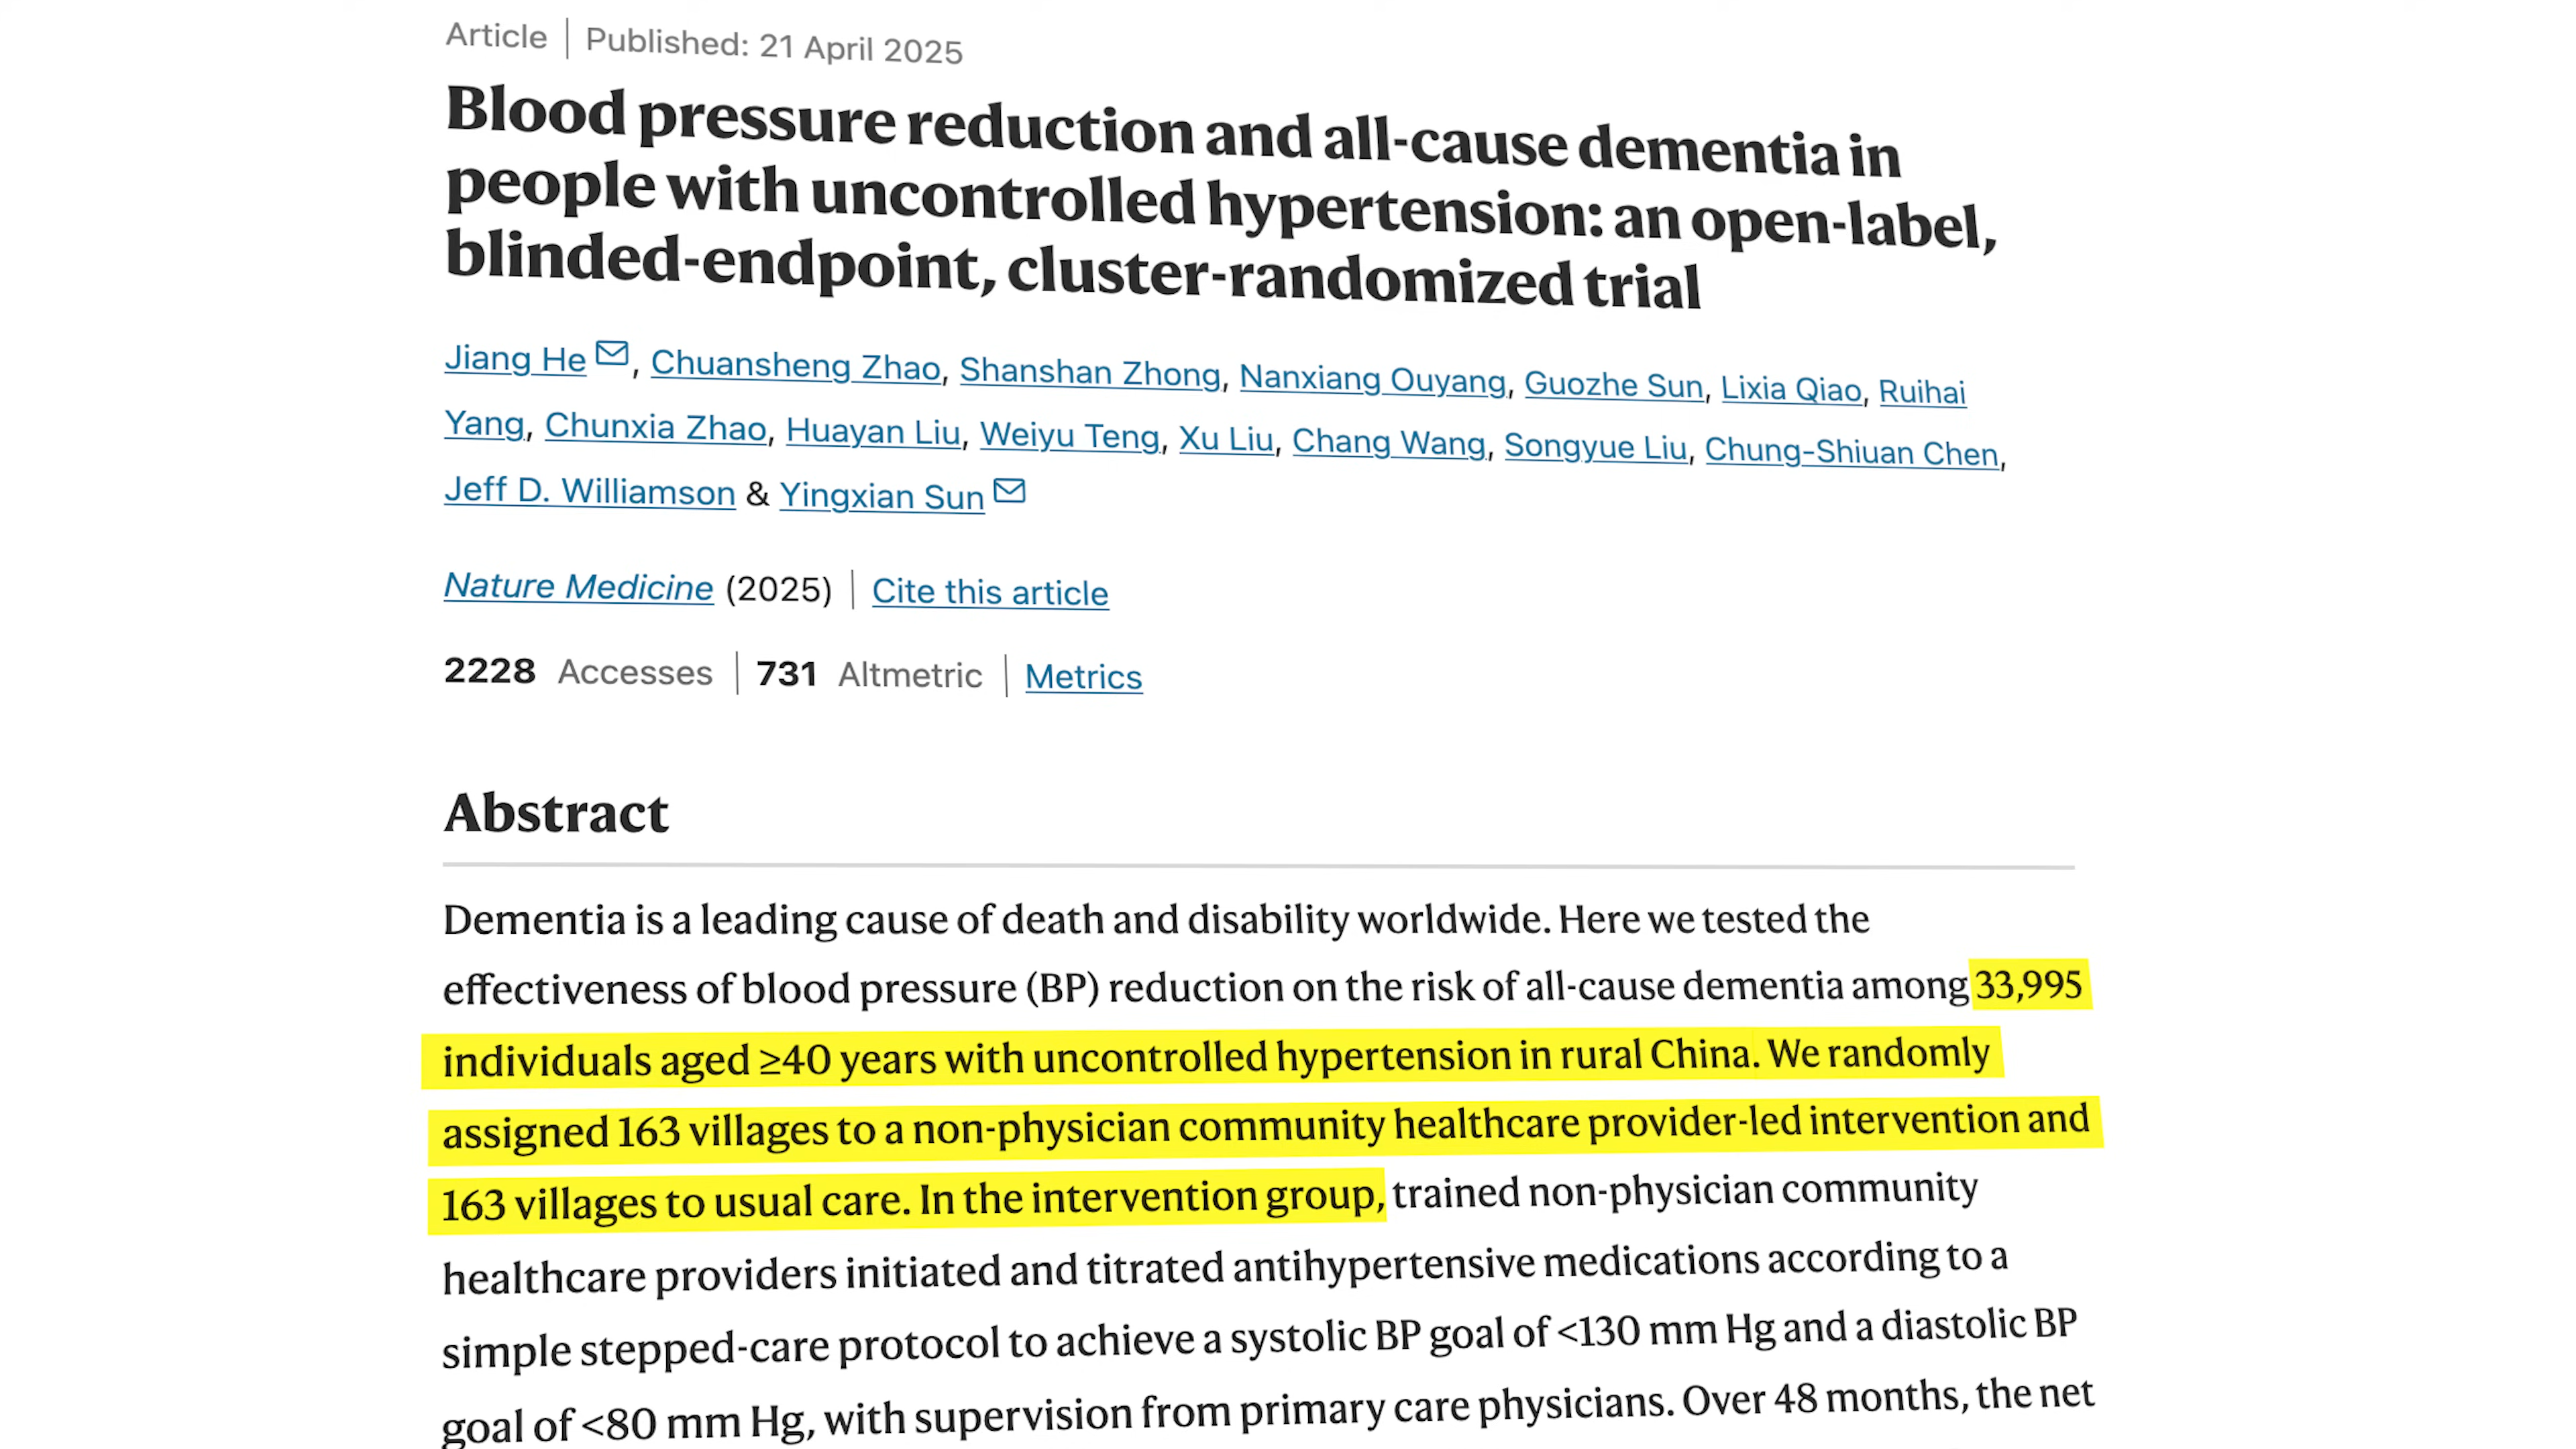 Article | Published: 21 April 2025
Blood pressure reduction and all-cause dementia in
people with uncontrolled hypertension: an open-label,
blinded-endpoint, cluster-randomized trial
Jiang He, Chuansheng Zhao, Shanshan Zhong, Nanxiang Ouyang, Guozhe Sun, Lixia Qiao, Ruihai
Yang, Chunxia Zhao, Huayan Liu, Weiyu Teng, Xu Liu, Chang Wang, Songyue Liu, Chung-Shiuan Chen,
Jeff D. Williamson & Yingxian Sun
Nature Medicine (2025) | Cite this article
2228 Accesses | 731 Altmetric | Metrics
Abstract
Dementia is a leading cause of death and disability worldwide. Here we tested the
effectiveness of blood pressure (BP) reduction on the risk of all-cause dementia among 33,995
individuals aged ≥40 years with uncontrolled hypertension in rural China. We randomly
assigned 163 villages to a non-physician community healthcare provider-led intervention and
163 villages to usual care. In the intervention group, trained non-physician community
healthcare providers initiated and titrated antihypertensive medications according to a
simple stepped-care protocol to achieve a systolic BP goal of <130 mm Hg and a diastolic BP
goal of <80 mm Hg, with supervision from primary care physicians. Over 48 months, the net